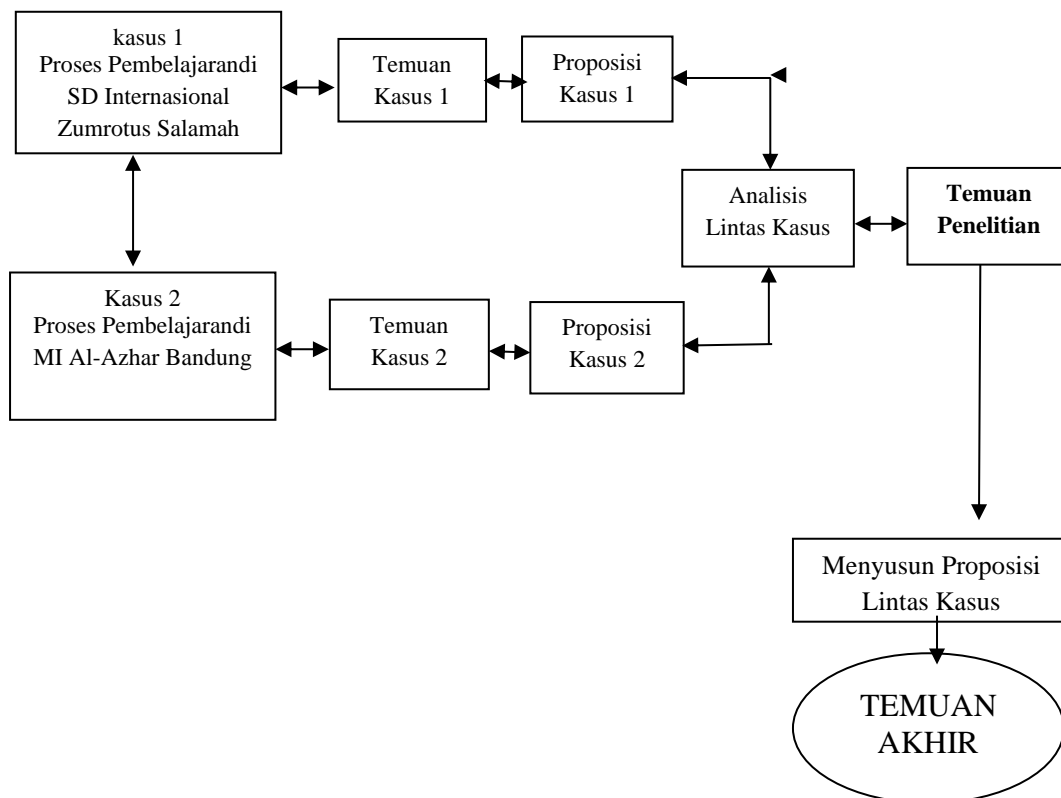 kasus 1
Proses Pembelajarandi
SD Internasional
Zumrotus Salamah
Temuan
Kasus 1
Proposisi
Kasus 1
Analisis
Lintas Kasus
Temuan
Penelitian
Kasus 2
Proses Pembelajarandi
MI Al-Azhar Bandung
Temuan
Kasus 2
Proposisi
Kasus 2
Menyusun Proposisi
Lintas Kasus
TEMUAN
AKHIR